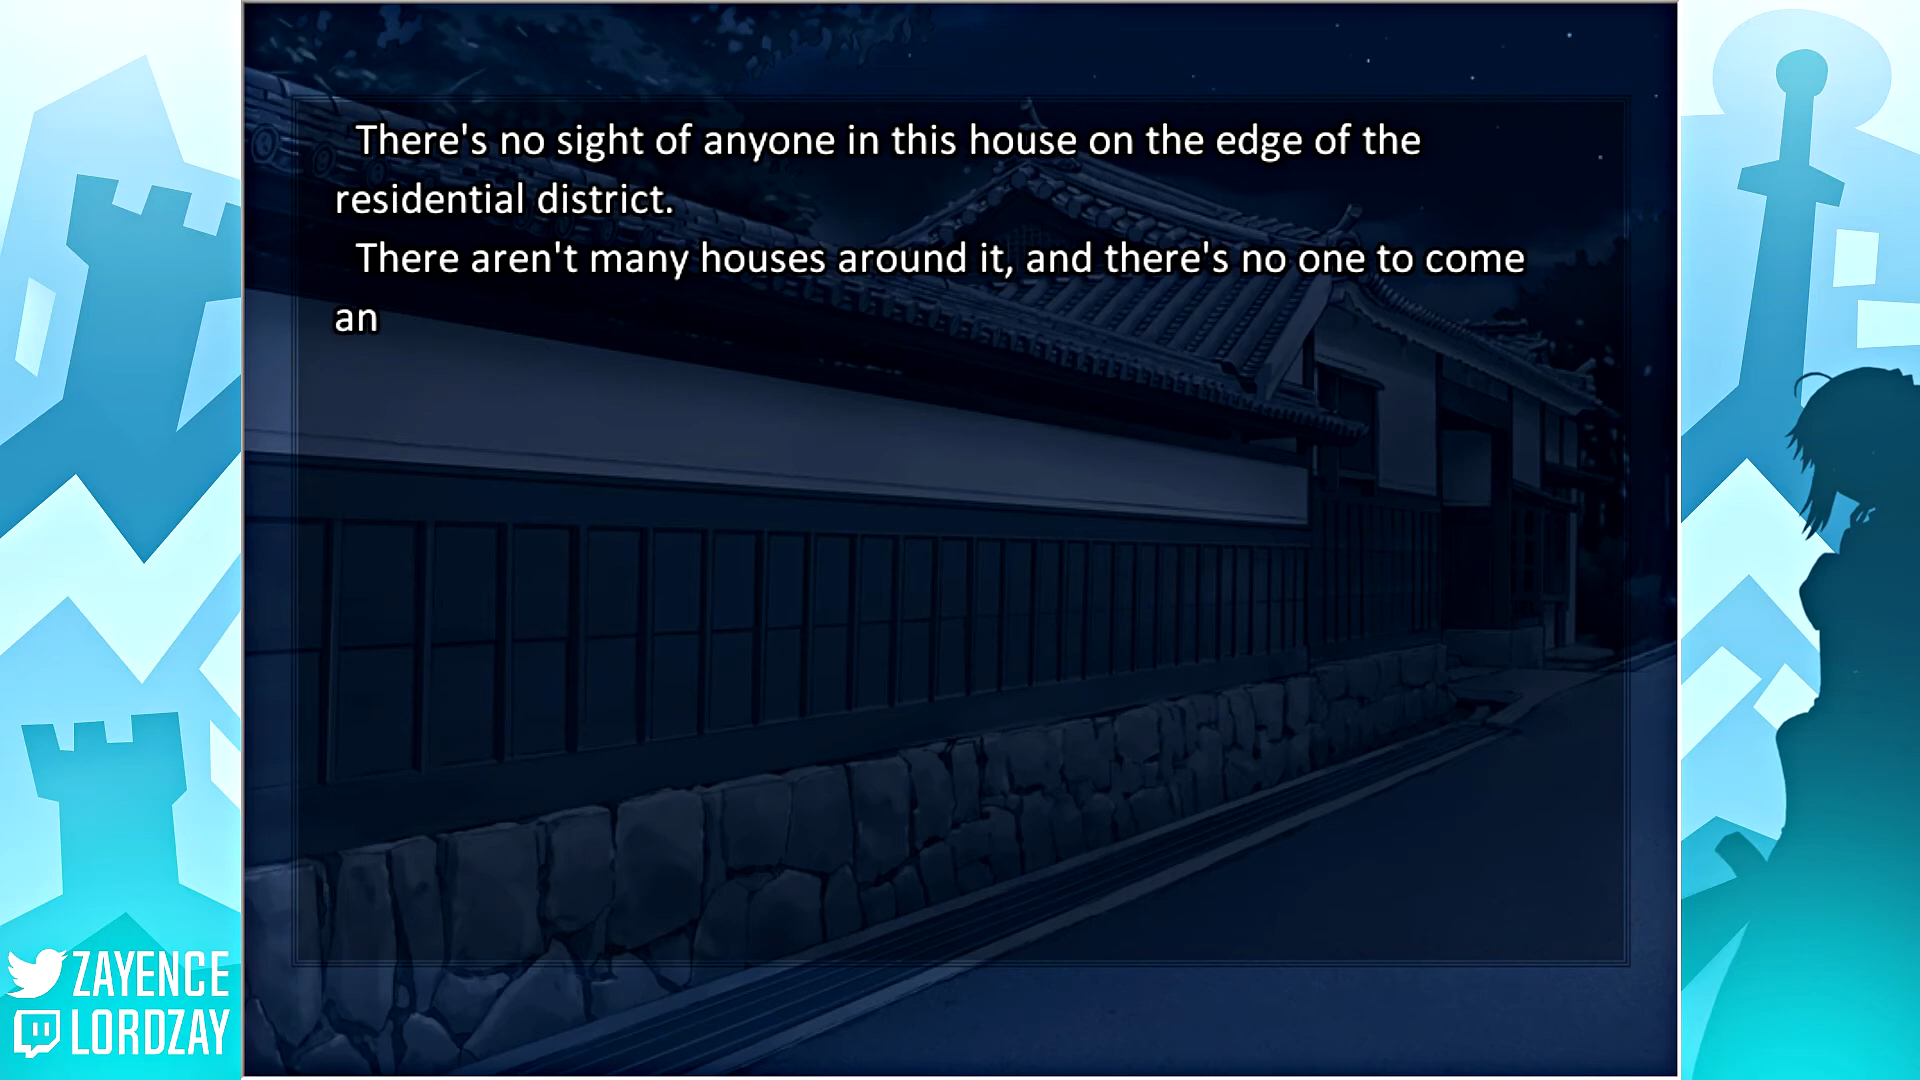 There's no sight of anyone in this house on the edge of the
residential district.
There aren't many houses around it, and there's no one to come
an
ZAYENCE
LORDZAY